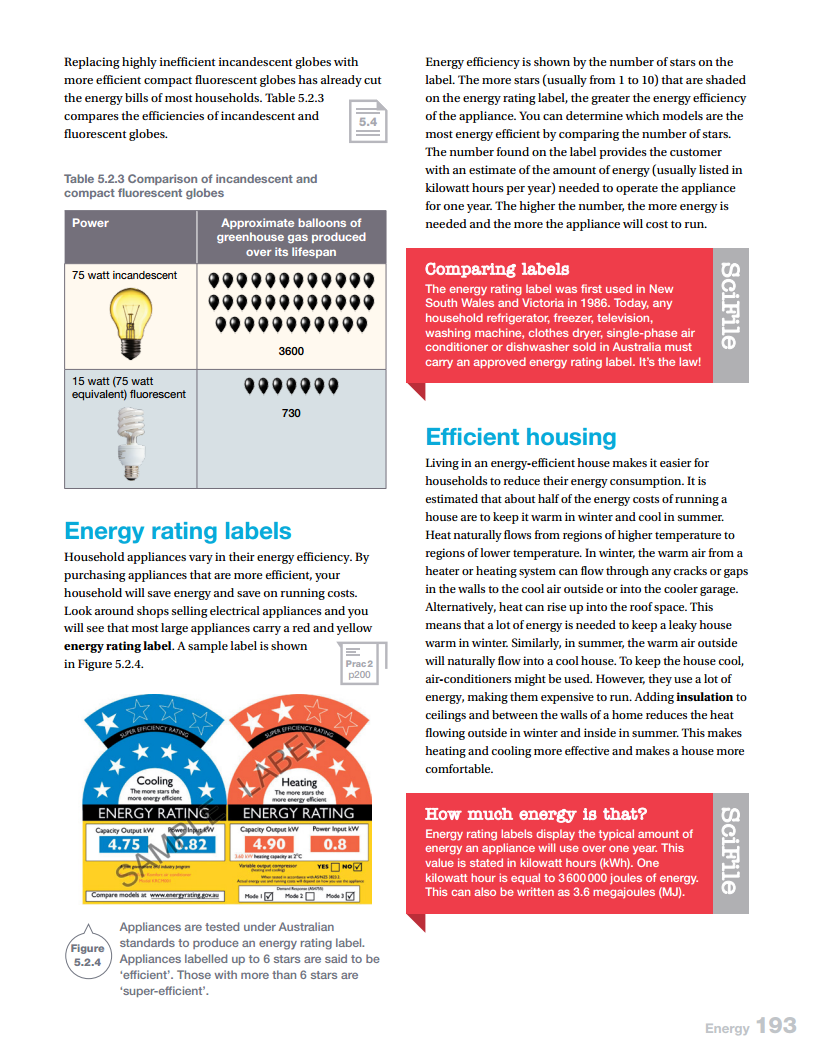 Replacing highly inefficient incandescent globes with
more efficient compact fluorescent globes has already cut
the energy bills of most households. Table 5.2.3
compares the efficiencies of incandescent and
fluorescent globes.
5.4
Table 5.2.3 Comparison of incandescent and
compact fluorescent globes
Power
Approximate balloons of
greenhouse gas produced
over its lifespan
75 watt incandescent
3600
15 watt (75 watt
equivalent) fluorescent
730
Energy rating labels
Household appliances vary in their energy efficiency. By
purchasing appliances that are more efficient, your
household will save energy and save on running costs.
Look around shops selling electrical appliances and you
will see that most large appliances carry a red and yellow
energy rating label. A sample label is shown
in Figure 5.2.4.
Prac 2
p200
SUPER EFFICIENCY RATING
Cooling
The more stars the
more energy efficient
ENERGY RATING
Capacity Output kW
Power Input kW
4.75
0.82
SUPER EFFICIENCY RATING
Heating
The more stars the
more energy efficient
ENERGY RATING
Capacity Output kW
Power Input kW
4.90
0.8
heating capacity at 2°C
Variable output compressor
(heating and cooling)
YES
NO
Demand Response (AS4755)
Mode 1
Mode 2
Mode 3
Compare models at www.energyrating.gov.au
SAMPLE LABEL
Figure
5.2.4
Appliances are tested under Australian
standards to produce an energy rating label.
Appliances labelled up to 6 stars are said to be
‘efficient’. Those with more than 6 stars are
‘super-efficient’.
Energy efficiency is shown by the number of stars on the
label. The more stars (usually from 1 to 10) that are shaded
on the energy rating label, the greater the energy efficiency
of the appliance. You can determine which models are the
most energy efficient by comparing the number of stars.
The number found on the label provides the customer
with an estimate of the amount of energy (usually listed in
kilowatt hours per year) needed to operate the appliance
for one year. The higher the number, the more energy is
needed and the more the appliance will cost to run.
Comparing labels
The energy rating label was first used in New
South Wales and Victoria in 1986. Today, any
household refrigerator, freezer, television,
washing machine, clothes dryer, single-phase air
conditioner or dishwasher sold in Australia must
carry an approved energy rating label. It's the law!
SciFile
Efficient housing
Living in an energy-efficient house makes it easier for
households to reduce their energy consumption. It is
estimated that about half of the energy costs of running a
house are to keep it warm in winter and cool in summer.
Heat naturally flows from regions of higher temperature to
regions of lower temperature. In winter, the warm air from a
heater or heating system can flow through any cracks or gaps
in the walls to the cool air outside or into the cooler garage.
Alternatively, heat can rise up into the roof space. This
means that a lot of energy is needed to keep a leaky house
warm in winter. Similarly, in summer, the warm air outside
will naturally flow into a cool house. To keep the house cool,
air-conditioners might be used. However, they use a lot of
energy, making them expensive to run. Adding insulation to
ceilings and between the walls of a home reduces the heat
flowing outside in winter and inside in summer. This makes
heating and cooling more effective and makes a house more
comfortable.
How much energy is that?
Energy rating labels display the typical amount of
energy an appliance will use over one year. This
value is stated in kilowatt hours (kWh). One
kilowatt hour is equal to 3 600 000 joules of energy.
This can also be written as 3.6 megajoules (MJ).
SciFile
Energy 193